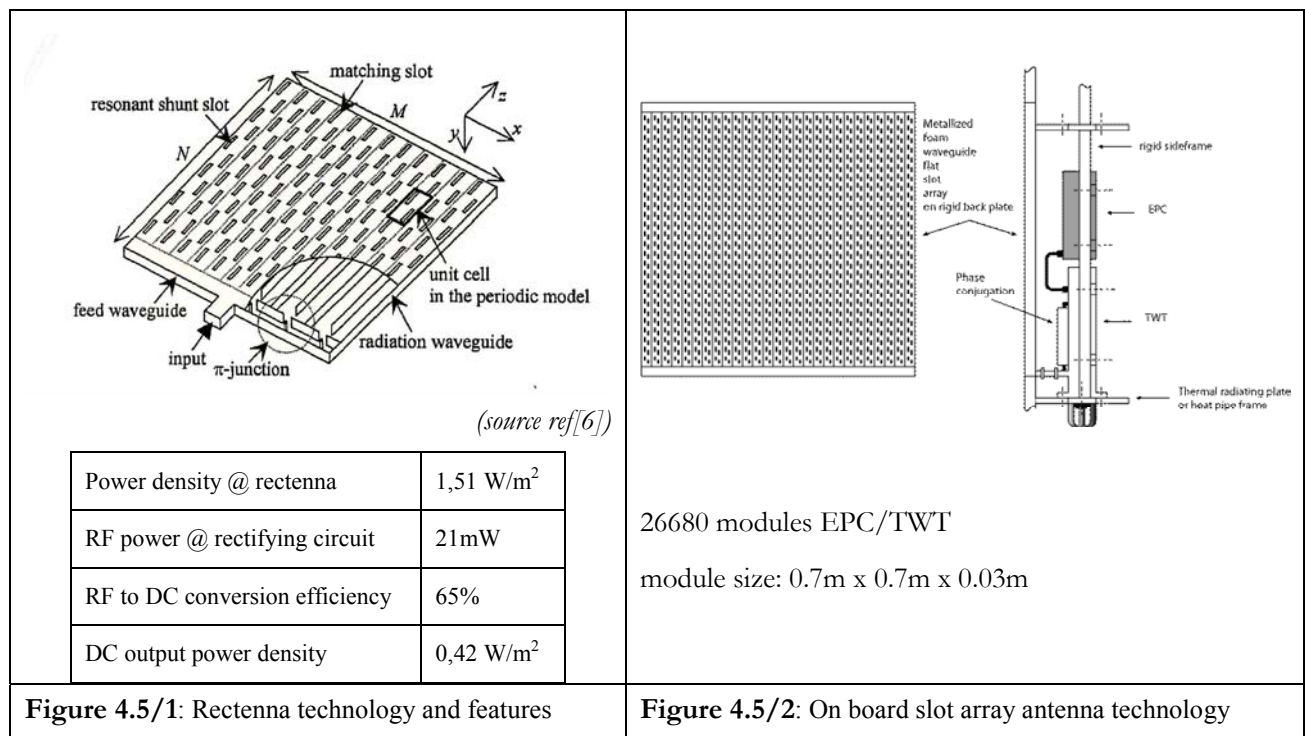 matching slot
resonant shunt slot
M
N
z
y
x
unit cell
in the periodic model
feed waveguide
radiation waveguide
input
π-junction
(source ref[6])
Power density @ rectenna 1,51 W/m²
RF power @ rectifying circuit 21mW
RF to DC conversion efficiency 65%
DC output power density 0,42 W/m²
Figure 4.5/1: Rectenna technology and features
Metallized
foam
waveguide
flat
slot
array
on rigid back plate
rigid sideframe
EPC
Phase
conjugation
TWT
Thermal radiating plate
or heat pipe frame
26680 modules EPC/TWT
module size: 0.7m x 0.7m x 0.03m
Figure 4.5/2: On board slot array antenna technology